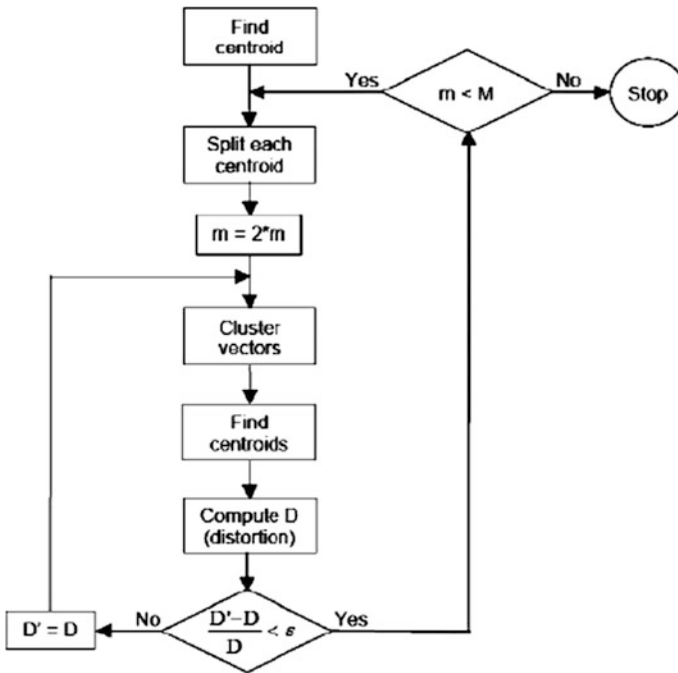 Find
centroid
Yes
m < M
No
Stop
Split each
centroid
m = 2*m
Cluster
vectors
Find
centroids
Compute D
(distortion)
D' = D
No
D'−D
D
< ε
Yes